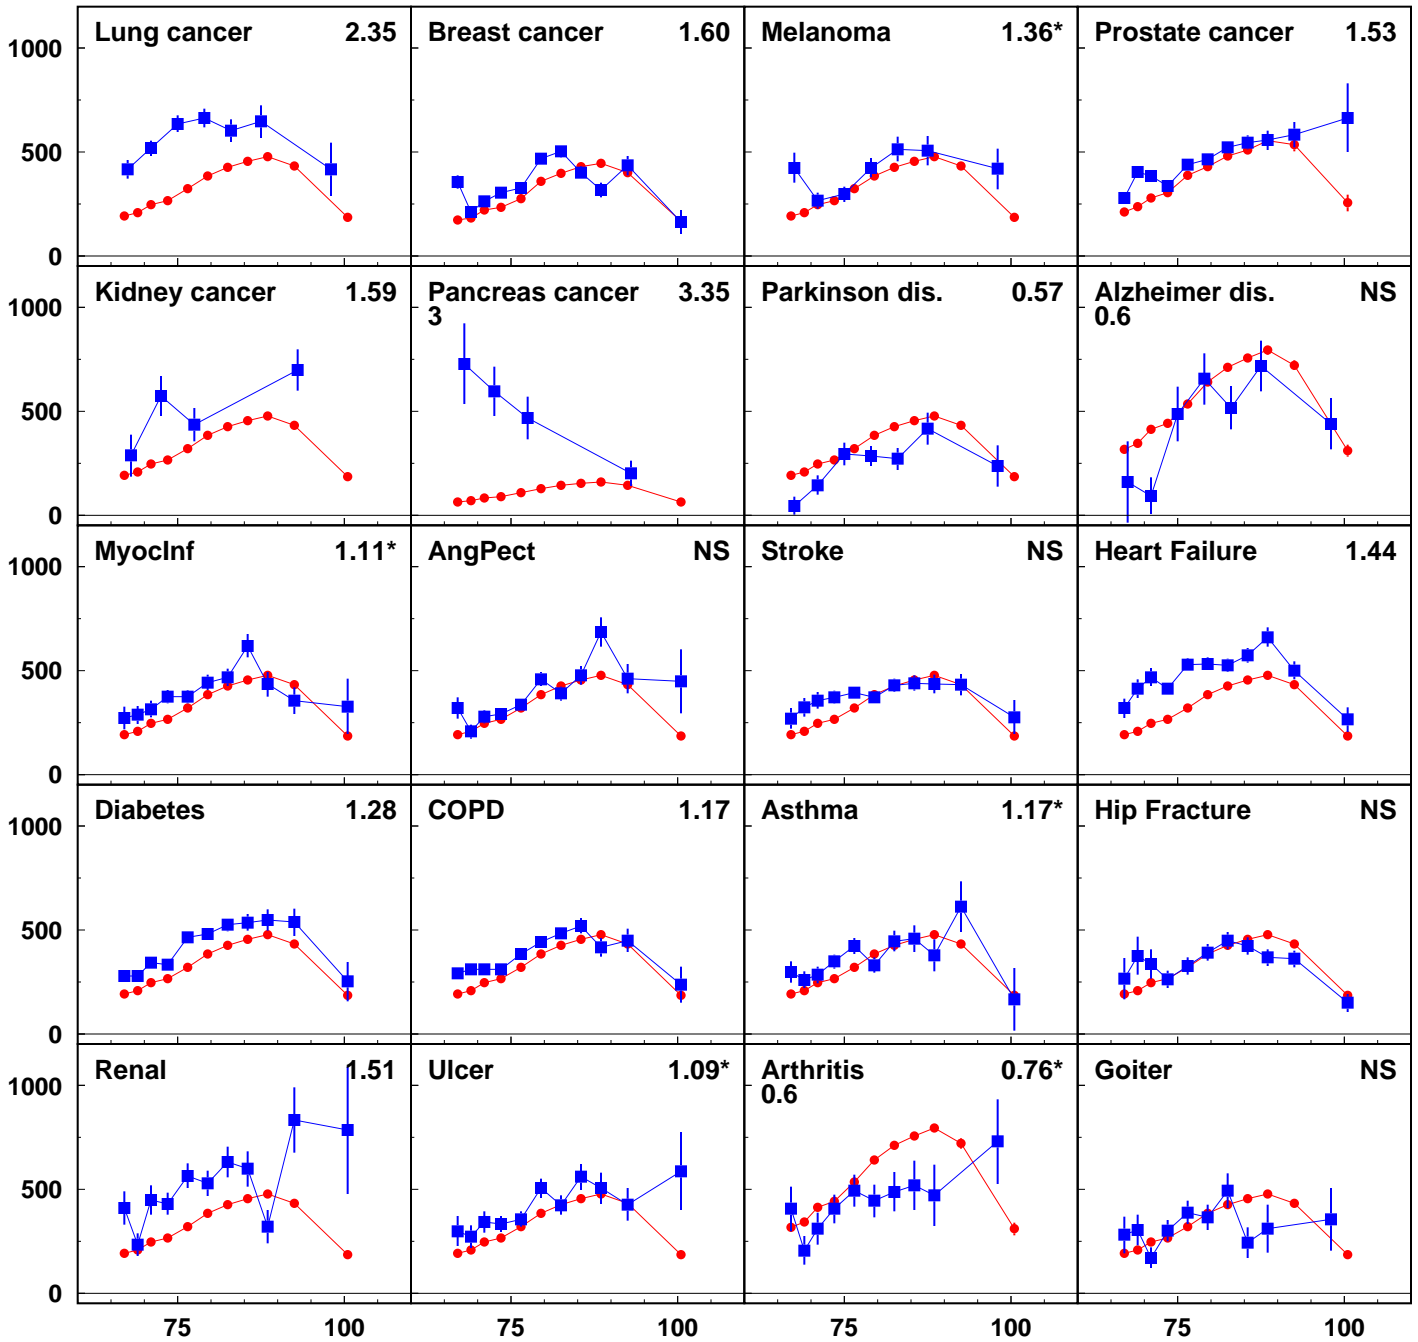 Lung cancer 2.35 Breast cancer 1.60 Melanoma 1.36* Prostate cancer 1.53
1000
500
0
Kidney cancer 1.59 Pancreas cancer 3.35 Parkinson dis. 0.57 Alzheimer dis. NS
1000 3 0.6
500
0
MyocInf 1.11* AngPect NS Stroke NS Heart Failure 1.44
1000
500
0
Diabetes 1.28 COPD 1.17 Asthma 1.17* Hip Fracture NS
1000
500
0
Renal 1.51 Ulcer 1.09* Arthritis 0.76* Goiter NS
1000 0.6
500
0
75 100 75 100 75 100 75 100